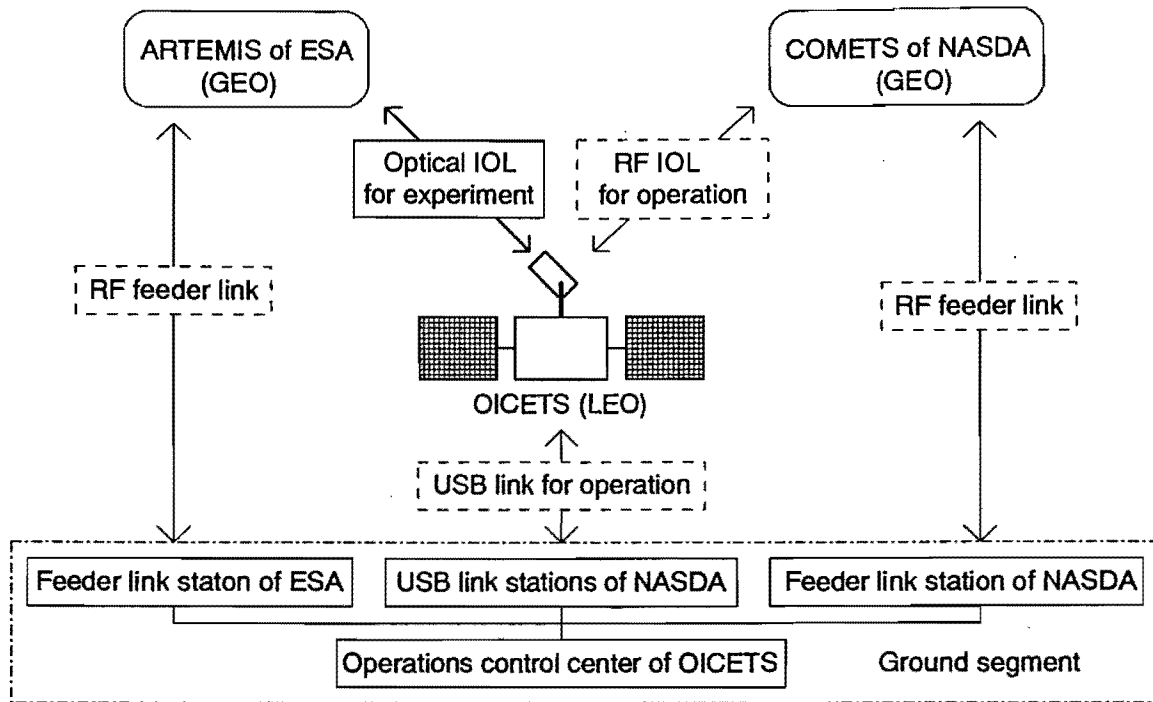 ARTEMIS of ESA
(GEO)
COMETS of NASDA
(GEO)
Optical IOL
for experiment
RF IOL
for operation
RF feeder link
RF feeder link
OICETS (LEO)
USB link for operation
Feeder link staton of ESA
USB link stations of NASDA
Feeder link station of NASDA
Operations control center of OICETS
Ground segment